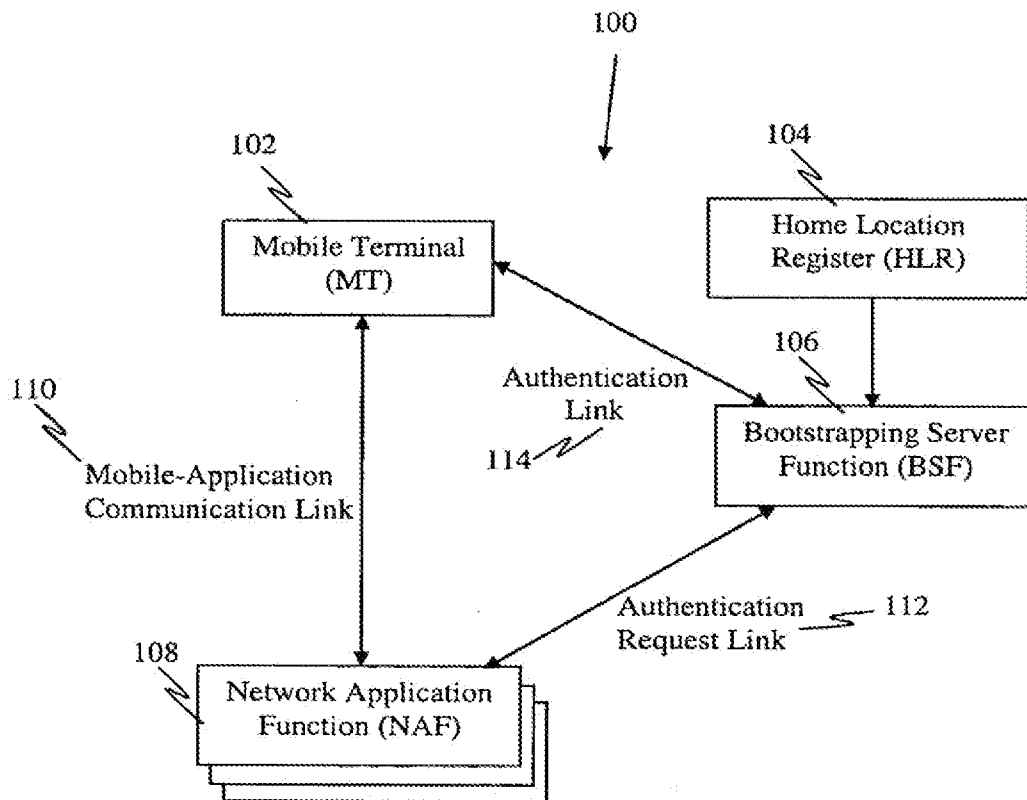 100
102
104
Mobile Terminal
(MT)
Home Location
Register (HLR)
106
Authentication
Link
114
Bootstrapping Server
Function (BSF)
110
Mobile-Application
Communication Link
Authentication
Request Link
112
108
Network Application
Function (NAF)